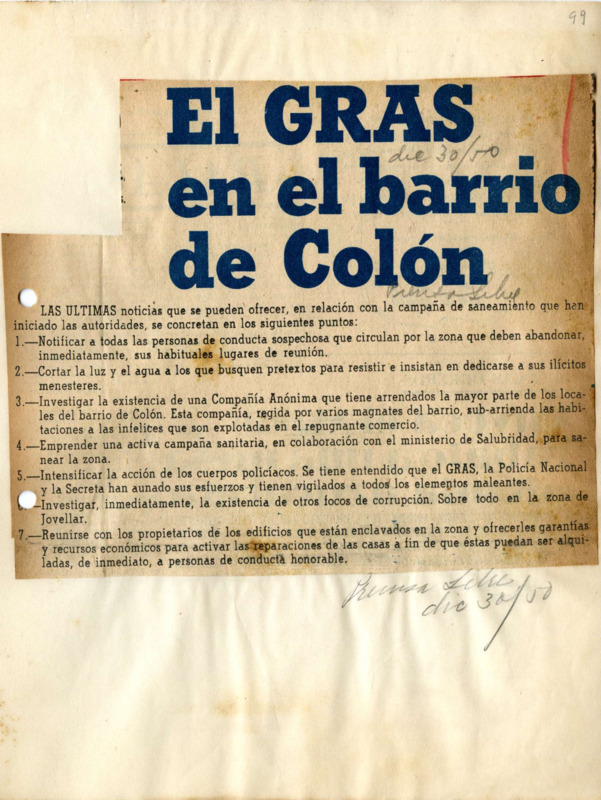 99
El GRAS
dic 30/50
en el barrio
de Colón
Prensa Libre
LAS ULTIMAS noticias que se pueden ofrecer, en relación con la campaña de saneamiento que han
iniciado las autoridades, se concretan en los siguientes puntos:
1.—Notificar a todas las personas de conducta sospechosa que circulan por la zona que deben abandonar,
inmediatamente, sus habituales lugares de reunión.
2.—Cortar la luz y el agua a los que busquen pretextos para resistir e insistan en dedicarse a sus ilícitos
menesteres.
3.—Investigar la existencia de una Compañía Anónima que tiene arrendados la mayor parte de los loca-
les del barrio de Colón. Esta compañía, regida por varios magnates del barrio, sub-arrienda las habi-
taciones a las infelices que son explotadas en el repugnante comercio.
4.—Emprender una activa campaña sanitaria, en colaboración con el ministerio de Salubridad, para sa-
near la zona.
5.—Intensificar la acción de los cuerpos policíacos. Se tiene entendido que el GRAS, la Policía Nacional
y la Secreta han aunado sus esfuerzos y tienen vigilados a todos los elementos maleantes.
6.—Investigar, inmediatamente, la existencia de otros focos de corrupción. Sobre todo en la zona de
Jovellar.
7.—Reunirse con los propietarios de los edificios que están enclavados en la zona y ofrecerles garantías
y recursos económicos para activar las reparaciones de las casas a fin de que éstas puedan ser alqui-
ladas, de inmediato, a personas de conducta honorable.
Prensa Libre
dic 30/50